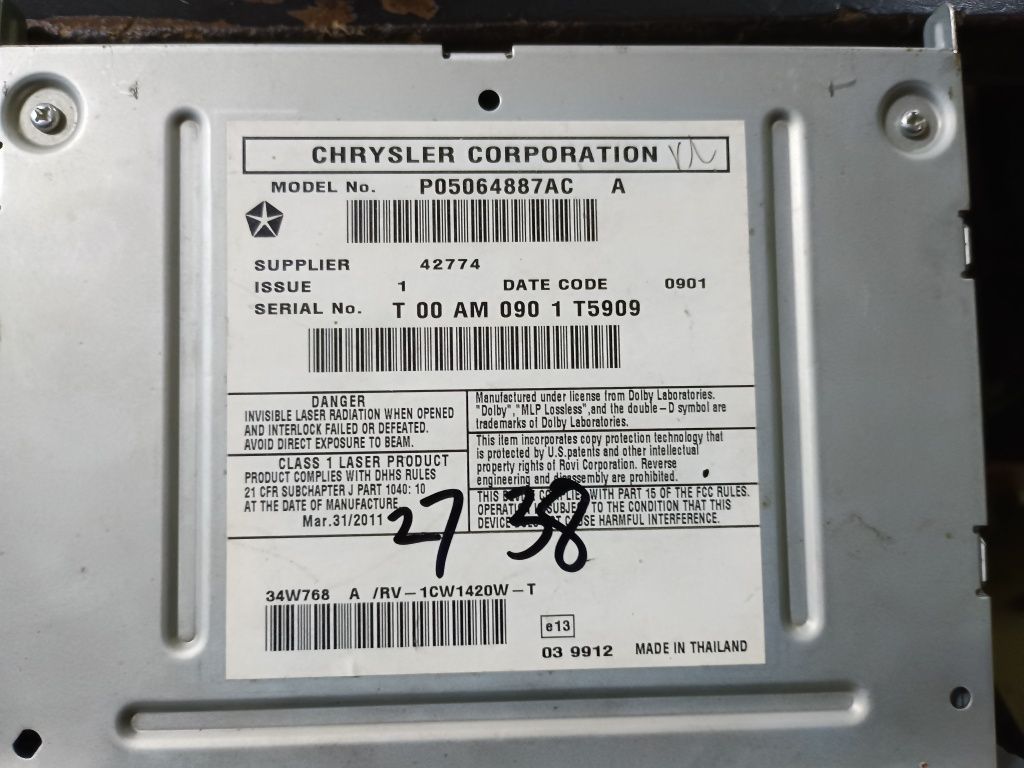 CHRYSLER CORPORATION
MODEL No. P05064887AC A
SUPPLIER 42774
ISSUE 1 DATE CODE 0901
SERIAL No. T 00 AM 090 1 T5909
DANGER
INVISIBLE LASER RADIATION WHEN OPENED
AND INTERLOCK FAILED OR DEFEATED.
AVOID DIRECT EXPOSURE TO BEAM.
CLASS 1 LASER PRODUCT
PRODUCT COMPLIES WITH DHHS RULES
21 CFR SUBCHAPTER J PART 1040: 10
AT THE DATE OF MANUFACTURE
Mar.31/2011
Manufactured under license from Dolby Laboratories.
"Dolby","MLP Lossless",and the double-D symbol are
trademarks of Dolby Laboratories.
This item incorporates copy protection technology that
is protected by U.S.patents and other intellectual
property rights of Rovi Corporation. Reverse
engineering and disassembly are prohibited.
THIS WITH PART 15 OF THE FCC RULES.
TO THE CONDITION THAT THIS
HARMFUL INTERFERENCE.
27 38
34W768 A /RV-1CW1420W-T
e13
03 9912 MADE IN THAILAND